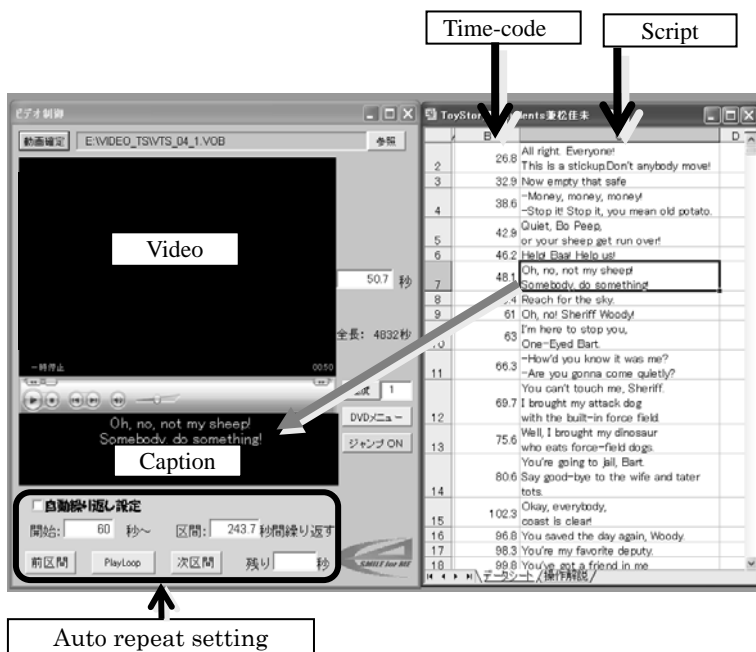 Time-code
Script
ビデオ制御
動画確定
E:\VIDEO_TS\VTS_04_1.VOB
参照
Video
50.7 秒
全長: 4832秒
一時停止
0050
1
DVDメニュー
ジャンプ ON
Oh, no, not my sheep!
Somebody, do something!
Caption
自動繰り返し設定
開始: 60 秒~ 区間: 243.7 秒間繰り返す
前区間 PlayLoop 次区間 残り 秒
SMILE for ME
Auto repeat setting
B
D
2 26.8 All right. Everyone!
This is a stickup.Don't anybody move!
3 32.9 Now empty that safe
4 38.6 -Money, money, money!
-Stop it! Stop it, you mean old potato.
5 42.9 Quiet, Bo Peep,
or your sheep get run over!
6 46.2 Help! Baa! Help us!
7 48.1 Oh, no, not my sheep!
Somebody, do something!
8 Reach for the sky.
9 61 Oh, no! Sheriff Woody!
10 63 I'm here to stop you,
One-Eyed Bart.
11 66.3 -How'd you know it was me?
-Are you gonna come quietly?
12 69.7 You can't touch me, Sheriff.
I brought my attack dog
with the built-in force field.
13 75.6 Well, I brought my dinosaur
who eats force-field dogs.
14 80.6 You're going to jail, Bart.
Say good-bye to the wife and tater
tots.
15 102.3 Okay, everybody,
coast is clear!
16 96.8 You saved the day again, Woody.
17 98.3 You're my favorite deputy.
18 99.8 You've got a friend in me
データシート/操作解説